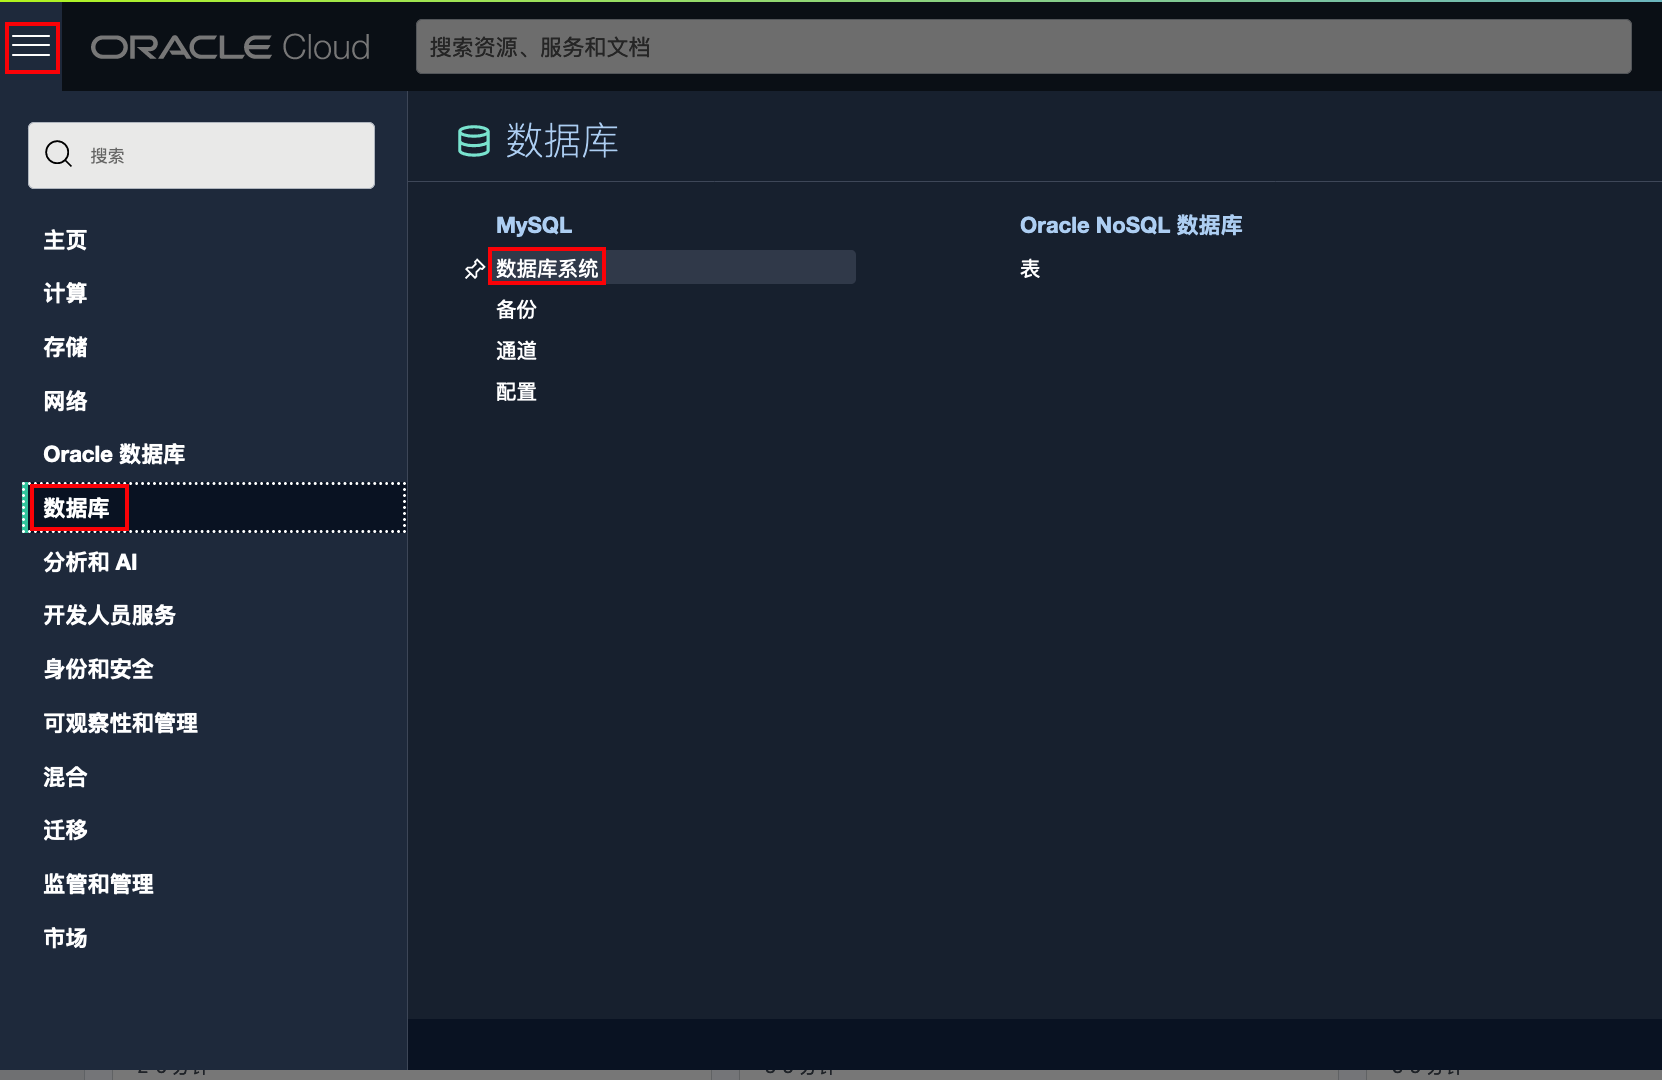 ORACLE Cloud
搜索资源、服务和文档
搜索
主页
计算
存储
网络
Oracle 数据库
数据库
分析和 AI
开发人员服务
身份和安全
可观察性和管理
混合
迁移
监管和管理
市场
数据库
MySQL
数据库系统
备份
通道
配置
Oracle NoSQL 数据库
表